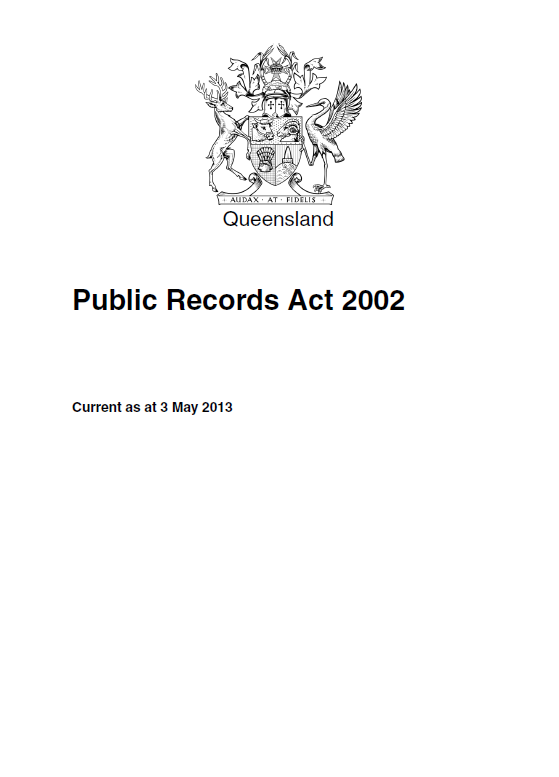 AUDAX · AT · FIDELIS
Queensland
Public Records Act 2002
Current as at 3 May 2013